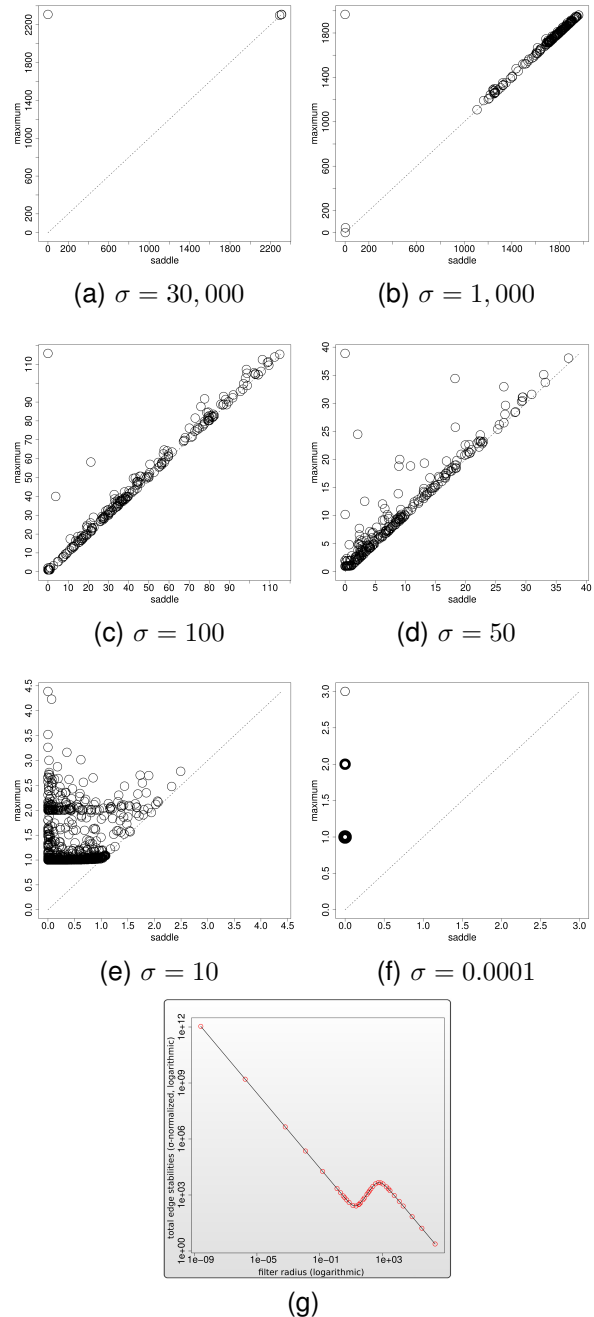 maximum
0 200 600 1000 1400 1800 2200
0 200 600 1000 1400 1800 2200
saddle
(a) σ = 30,000
maximum
0 200 600 1000 1400 1800
0 200 600 1000 1400 1800
saddle
(b) σ = 1,000
maximum
0 10 20 30 40 50 60 70 80 90 110
0 10 20 30 40 50 60 70 80 90 110
saddle
(c) σ = 100
maximum
0 5 10 15 20 25 30 35 40
0 5 10 15 20 25 30 35 40
saddle
(d) σ = 50
maximum
0.0 0.5 1.0 1.5 2.0 2.5 3.0 3.5 4.0 4.5
0.0 0.5 1.0 1.5 2.0 2.5 3.0 3.5 4.0 4.5
saddle
(e) σ = 10
maximum
0.0 0.5 1.0 1.5 2.0 2.5 3.0
0.0 0.5 1.0 1.5 2.0 2.5 3.0
saddle
(f) σ = 0.0001
total edge stabilities (σ-normalized, logarithmic)
1e+00 1e+03 1e+06 1e+09 1e+12
1e−09 1e−05 1e−01 1e+03
filter radius (logarithmic)
(g)